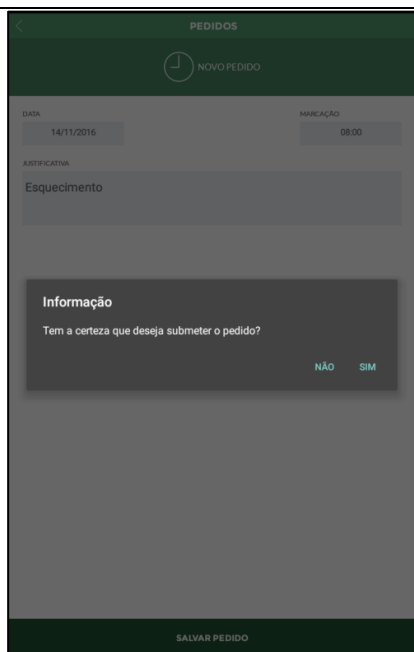 PEDIDOS
NOVO PEDIDO
DATA
MARCAÇÃO
14/11/2016
08:00
JUSTIFICATIVA
Esquecimento
Informação
Tem a certeza que deseja submeter o pedido?
NÃO SIM
SALVAR PEDIDO